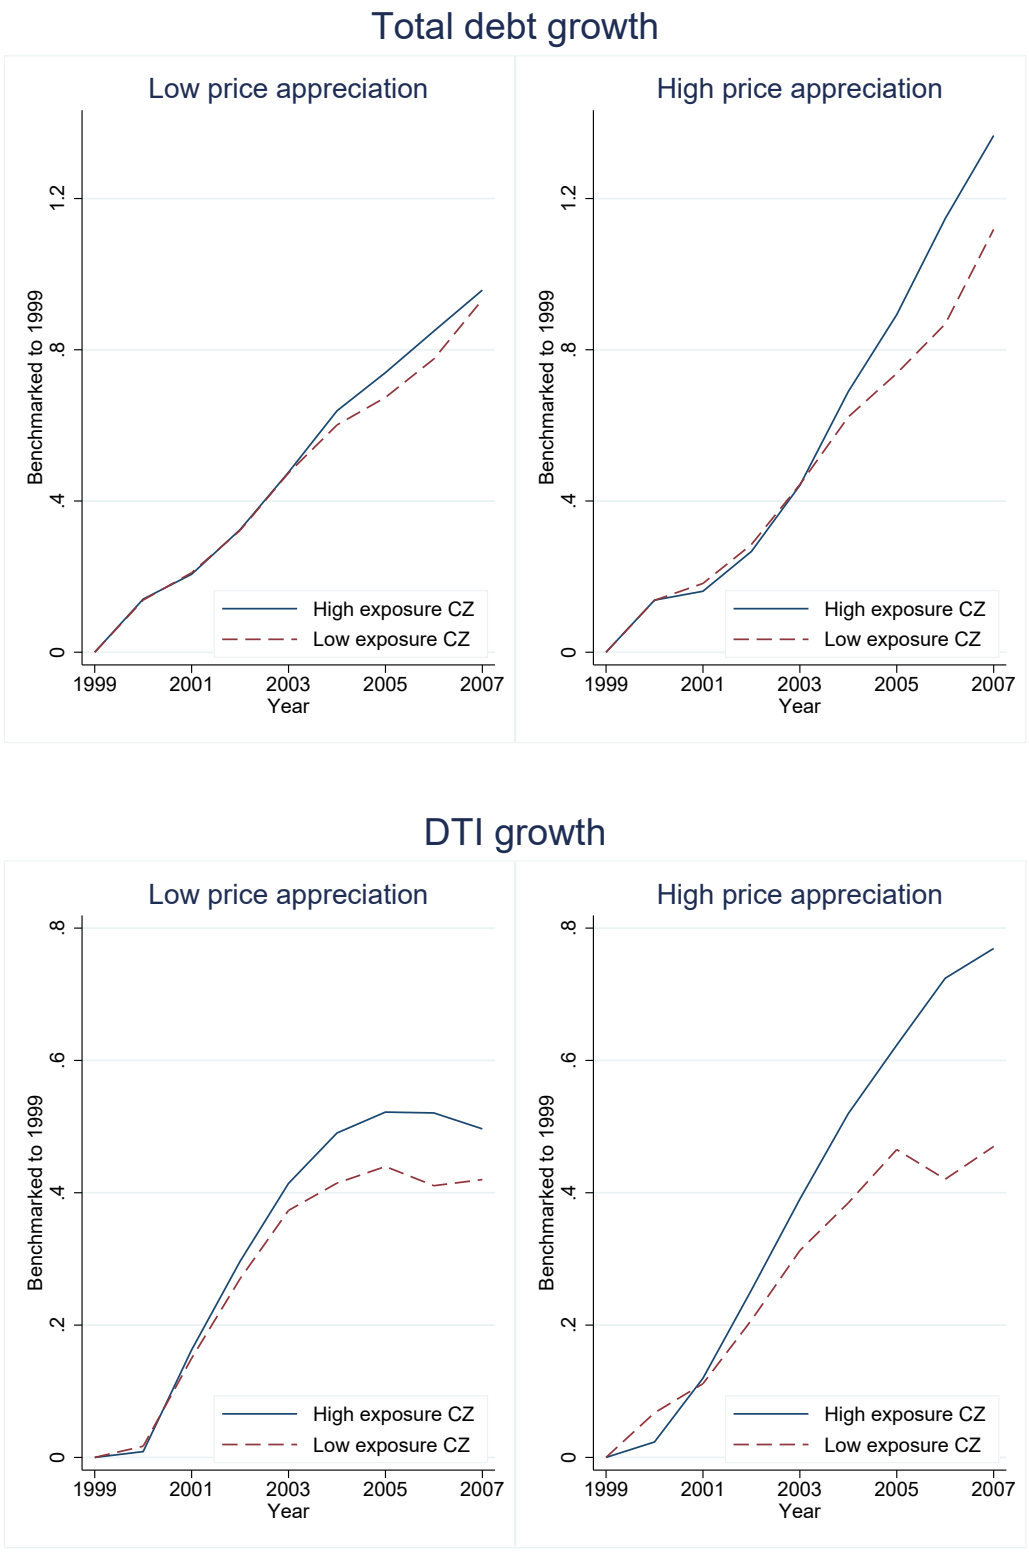 Total debt growth
Low price appreciation
Benchmarked to 1999
1.2
.8
.4
0
High exposure CZ
Low exposure CZ
1999 2001 2003 2005 2007
Year
High price appreciation
Benchmarked to 1999
1.2
.8
.4
0
High exposure CZ
Low exposure CZ
1999 2001 2003 2005 2007
Year
DTI growth
Low price appreciation
Benchmarked to 1999
.8
.6
.4
.2
0
High exposure CZ
Low exposure CZ
1999 2001 2003 2005 2007
Year
High price appreciation
Benchmarked to 1999
.8
.6
.4
.2
0
High exposure CZ
Low exposure CZ
1999 2001 2003 2005 2007
Year